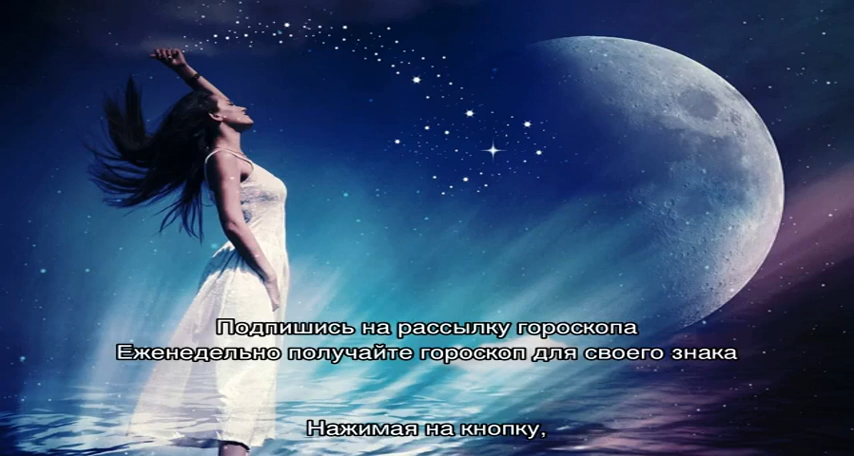 Подпишись на рассылку гороскопа
Еженедельно получайте гороскоп для своего знака
Нажимая на кнопку,